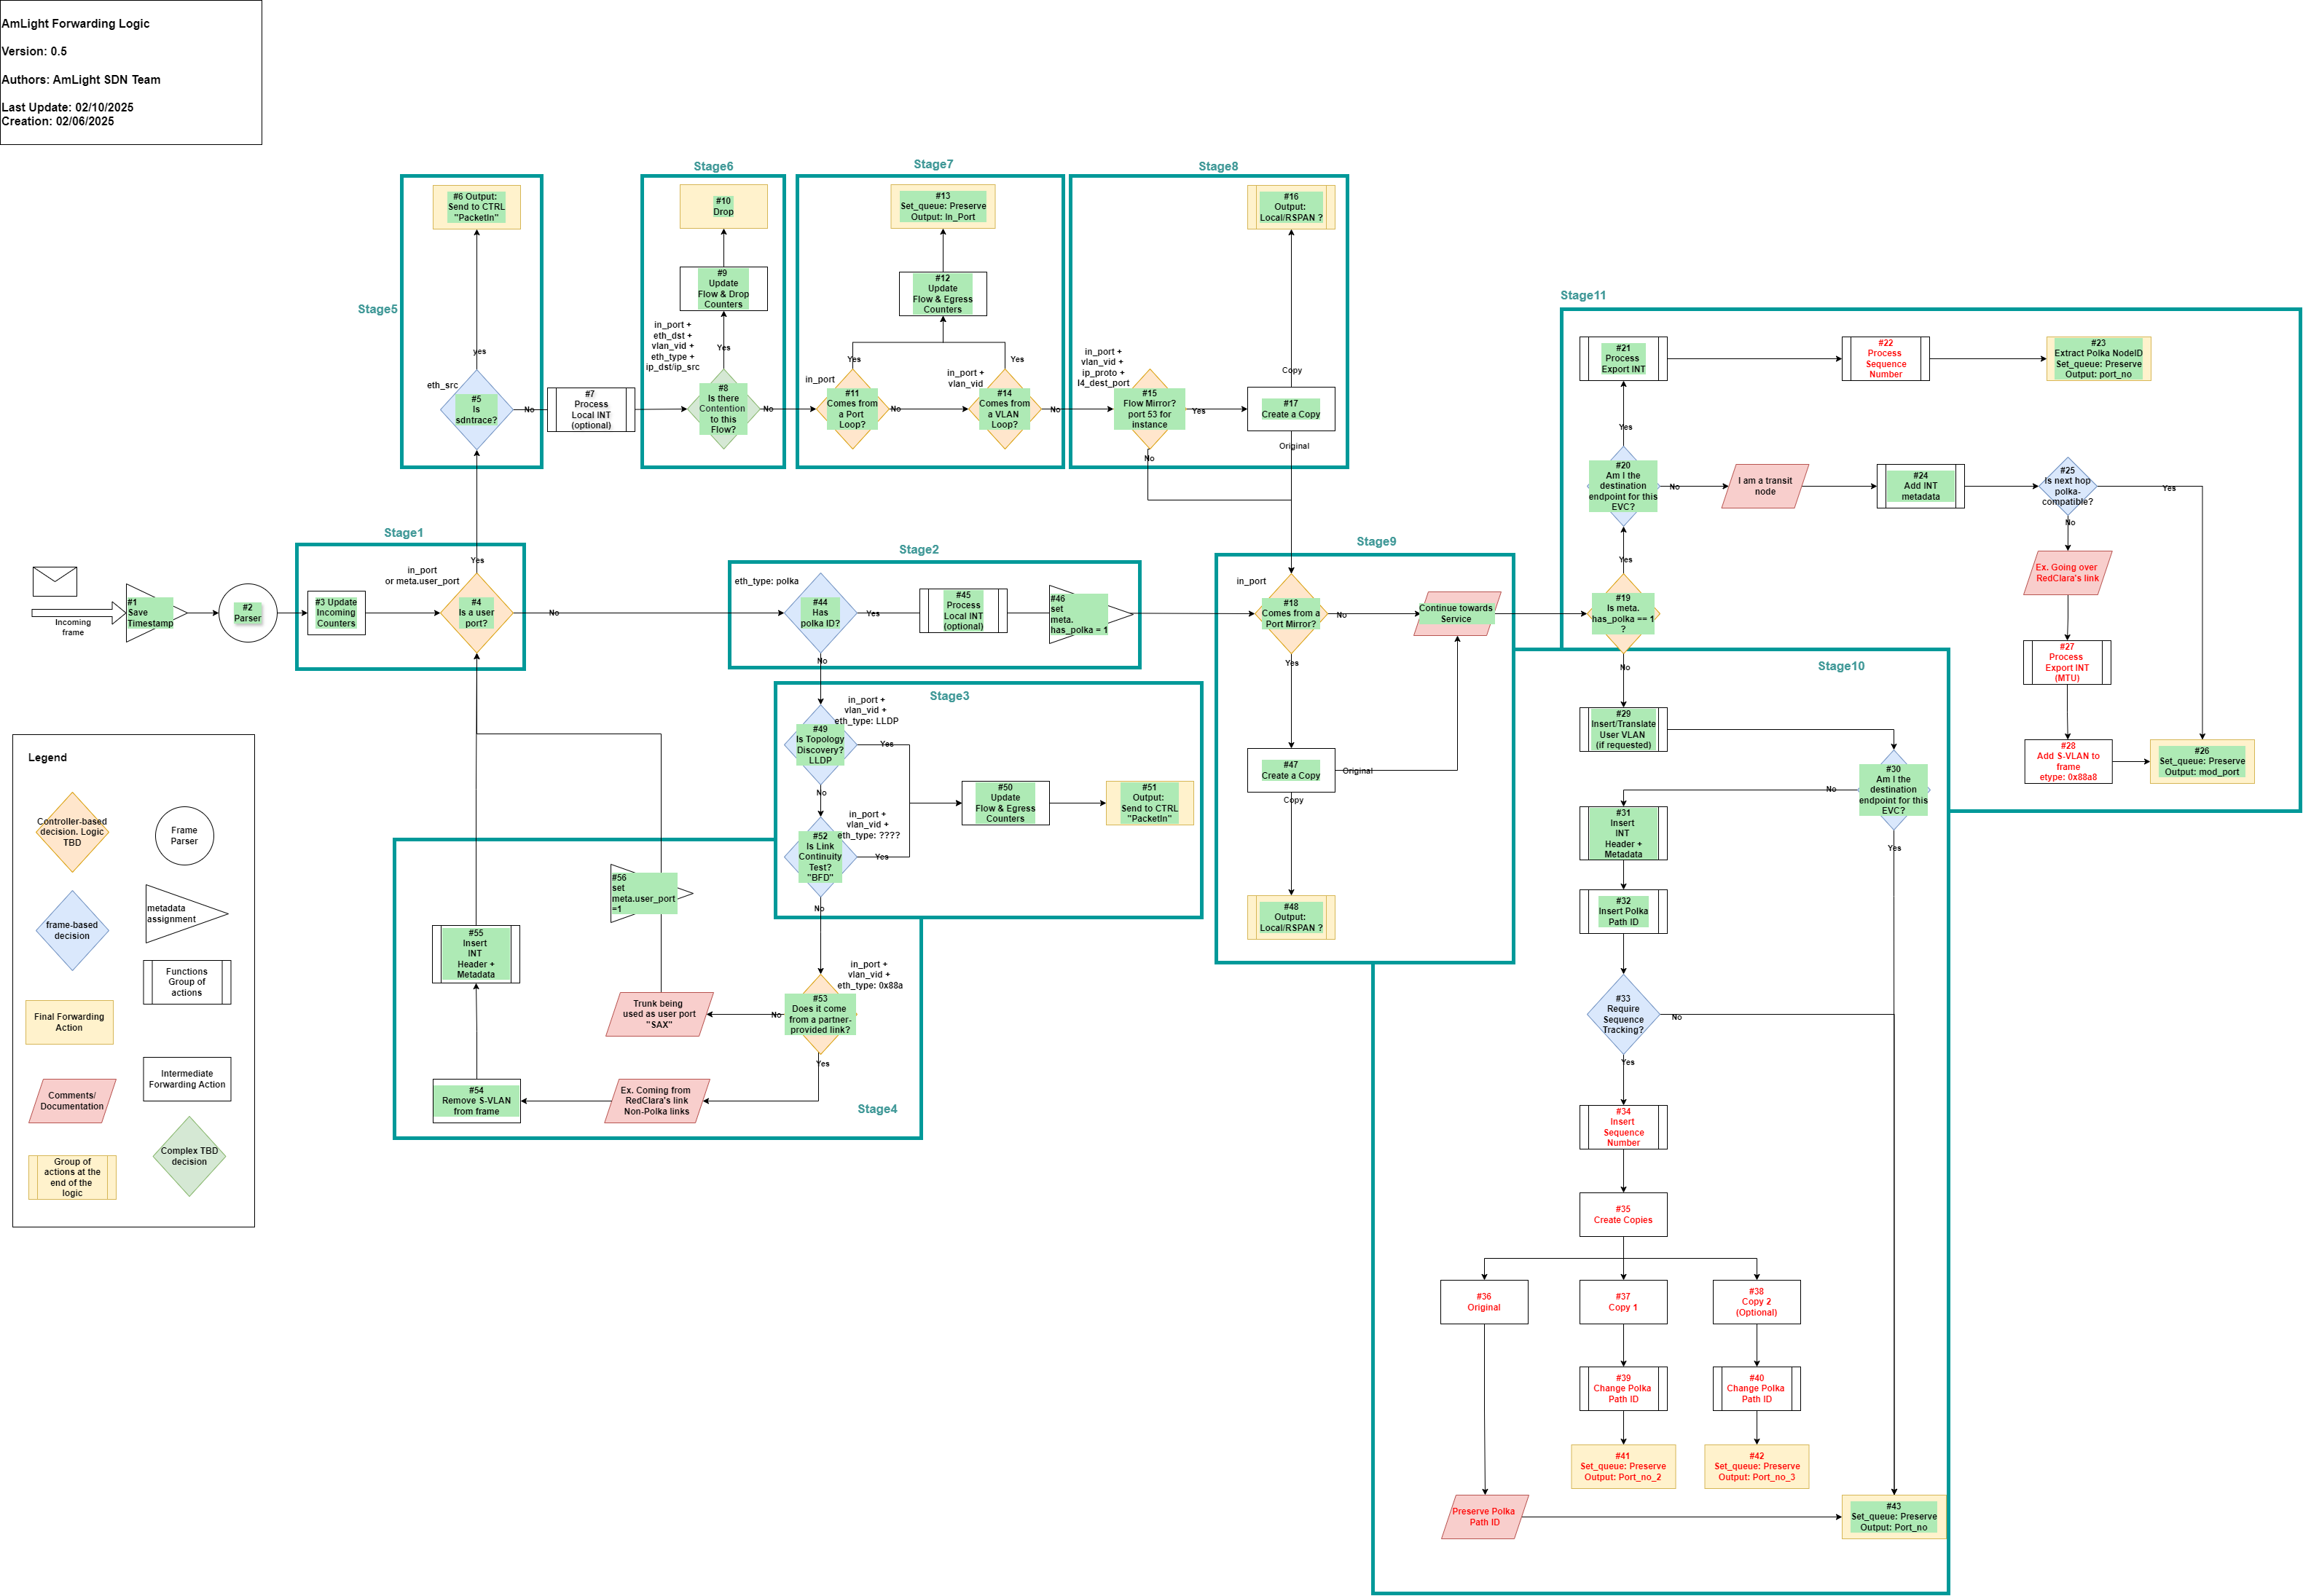 AmLight Forwarding Logic
Version: 0.5
Authors: AmLight SDN Team
Last Update: 02/10/2025
Creation: 02/06/2025
Stage5
#6 Output:
Send to CTRL
"PacketIn"
yes
eth_src
#5
Is
sdntrace?
No
#7
Process
Local INT
(optional)
Stage6
#10
Drop
#9
Update
Flow & Drop
Counters
in_port +
eth_dst +
vlan_vid +
eth_type +
ip_dst/ip_src
Yes
#8
Is there
Contention
to this
Flow?
No
Stage7
#13
Set_queue: Preserve
Output: In_Port
#12
Update
Flow & Egress
Counters
Yes
Yes
in_port
#11
Comes from
a Port
Loop?
No
in_port +
vlan_vid
#14
Comes from
a VLAN
Loop?
No
Stage8
#16
Output:
Local/RSPAN ?
in_port +
vlan_vid +
ip_proto +
l4_dest_port
#15
Flow Mirror?
port 53 for
instance
Yes
No
Copy
#17
Create a Copy
Original
Stage11
#21
Process
Export INT
#22
Process
Sequence
Number
#23
Extract Polka NodeID
Set_queue: Preserve
Output: port_no
Yes
#20
Am I the
destination
endpoint for this
EVC?
No
I am a transit
node
#24
Add INT
metadata
#25
Is next hop
polka-
compatible?
Yes
No
Ex. Going over
RedClara's link
#27
Process
Export INT
(MTU)
#28
Add S-VLAN to
frame
etype: 0x88a8
#26
Set_queue: Preserve
Output: mod_port
Yes
#19
Is meta.
has_polka == 1
?
No
Incoming
frame
#1
Save
Timestamp
#2
Parser
Stage1
#3 Update
Incoming
Counters
in_port
or meta.user_port
Yes
#4
Is a user
port?
No
Stage2
eth_type: polka
#44
Has
polka ID?
Yes
No
#45
Process
Local INT
(optional)
#46
set
meta.
has_polka = 1
Stage9
in_port
#18
Comes from a
Port Mirror?
No
Continue towards
Service
Yes
#47
Create a Copy
Original
Copy
#48
Output:
Local/RSPAN ?
Stage3
in_port +
vlan_vid +
eth_type: LLDP
#49
Is Topology
Discovery?
LLDP
Yes
No
in_port +
vlan_vid +
eth_type: ????
#52
Is Link
Continuity
Test?
"BFD"
Yes
No
#50
Update
Flow & Egress
Counters
#51
Output:
Send to CTRL
"PacketIn"
Stage4
in_port +
vlan_vid +
eth_type: 0x88a
#53
Does it come
from a partner-
provided link?
No
Yes
Trunk being
used as user port
"SAX"
#56
set
meta.user_port
=1
Ex. Coming from
RedClara's link
Non-Polka links
#54
Remove S-VLAN
from frame
#55
Insert
INT
Header +
Metadata
Stage10
#29
Insert/Translate
User VLAN
(if requested)
#30
Am I the
destination
endpoint for this
EVC?
No
Yes
#31
Insert
INT
Header +
Metadata
#32
Insert Polka
Path ID
#33
Require
Sequence
Tracking?
No
Yes
#34
Insert
Sequence
Number
#35
Create Copies
#36
Original
#37
Copy 1
#38
Copy 2
(Optional)
#39
Change Polka
Path ID
#40
Change Polka
Path ID
#41
Set_queue: Preserve
Output: Port_no_2
#42
Set_queue: Preserve
Output: Port_no_3
Preserve Polka
Path ID
#43
Set_queue: Preserve
Output: Port_no
Legend
Controller-based
decision. Logic
TBD
Frame
Parser
frame-based
decision
metadata
assignment
Functions
Group of
actions
Final Forwarding
Action
Intermediate
Forwarding Action
Comments/
Documentation
Complex TBD
decision
Group of
actions at the
end of the
logic